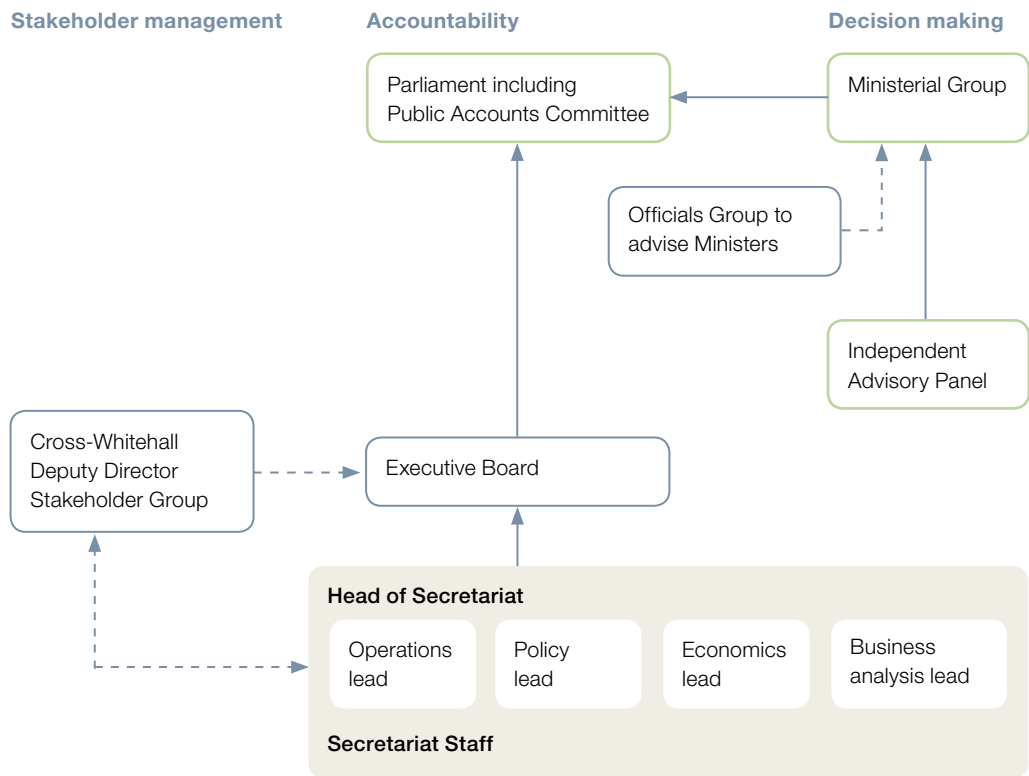 Stakeholder management
Accountability
Decision making
Parliament including
Public Accounts Committee
Ministerial Group
Officials Group to
advise Ministers
Independent
Advisory Panel
Cross-Whitehall
Deputy Director
Stakeholder Group
Executive Board
Head of Secretariat
Operations
lead
Policy
lead
Economics
lead
Business
analysis lead
Secretariat Staff